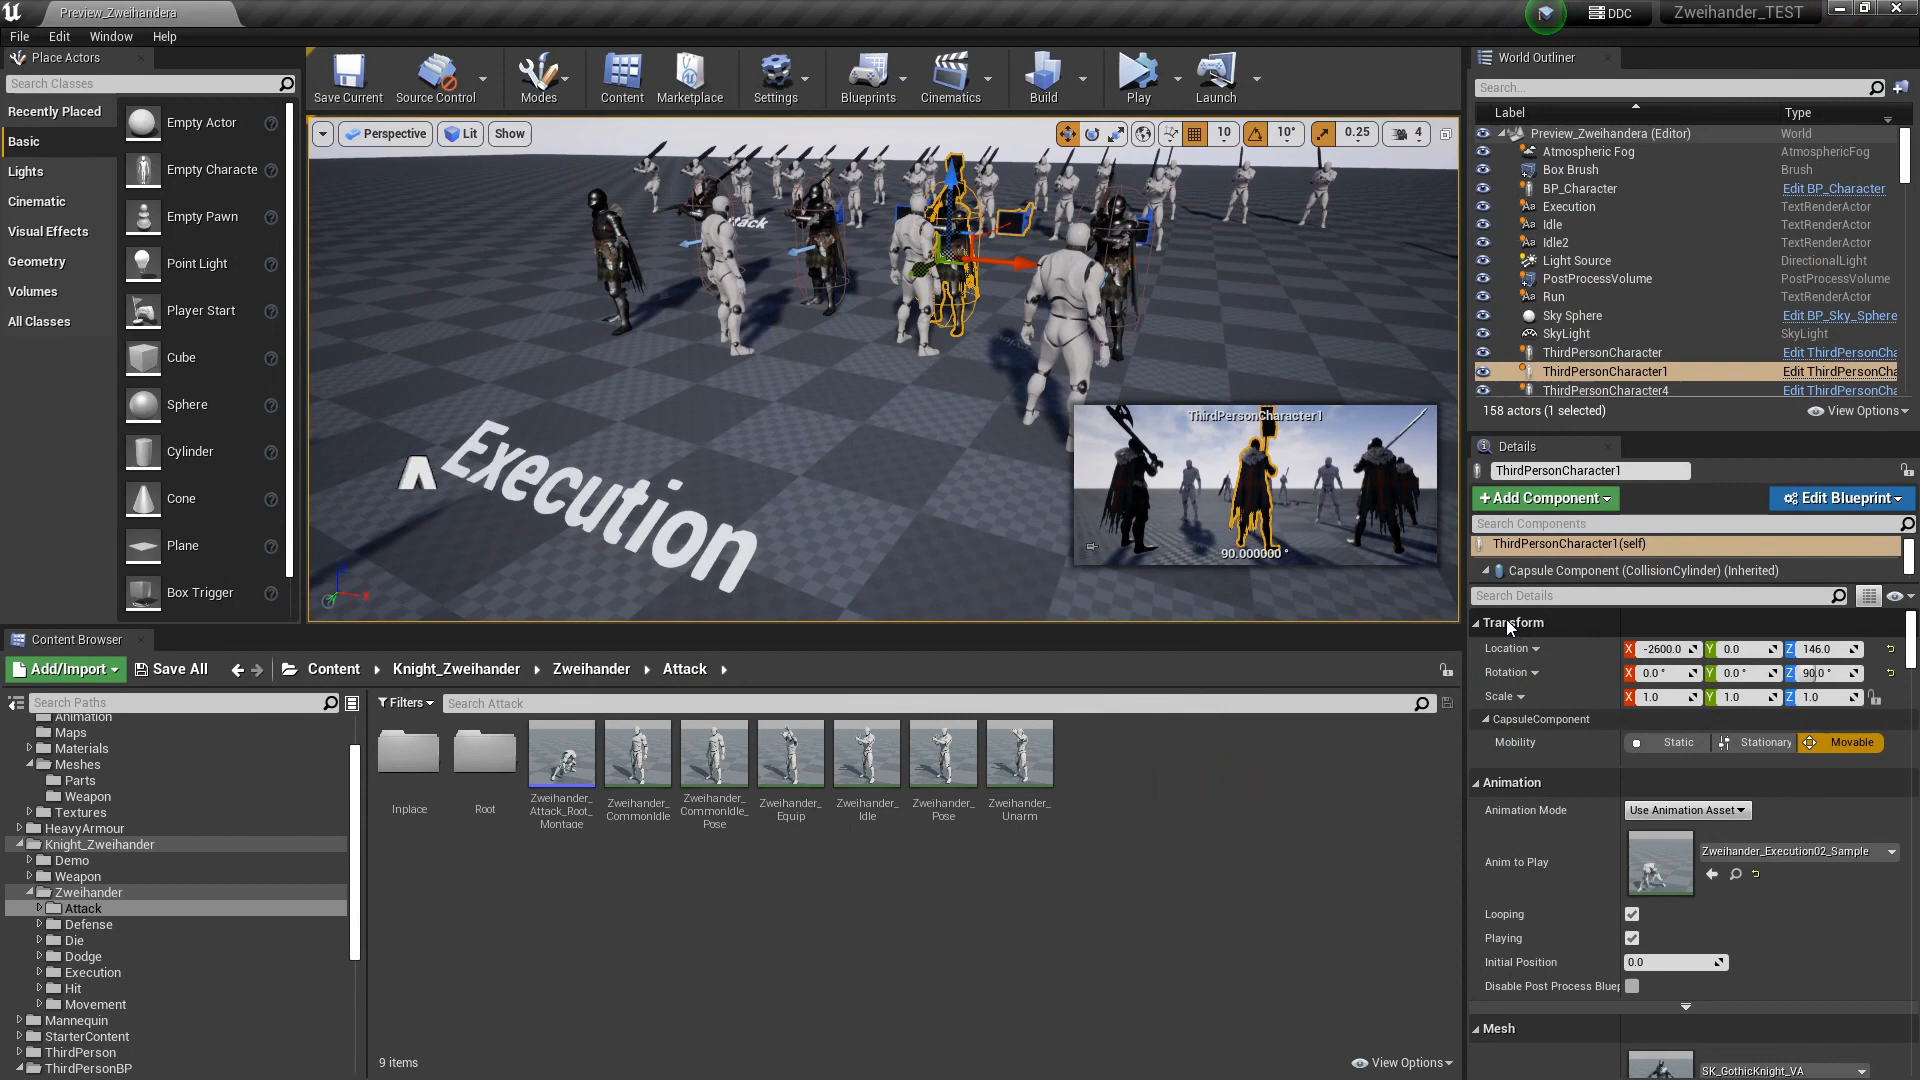 Preview_Zweihandera
DDC
Zweihander_TEST
File
Edit
Window
Help
Place Actors
Search Classes
Recently Placed
Basic
Lights
Cinematic
Visual Effects
Geometry
Volumes
All Classes
Empty Actor
Empty Characte
Empty Pawn
Point Light
Player Start
Cube
Sphere
Cylinder
Cone
Plane
Box Trigger
Save Current
Source Control
Modes
Content
Marketplace
Settings
Blueprints
Cinematics
Build
Play
Launch
Perspective
Lit
Show
10
10°
0.25
4
Execution
ThirdPersonCharacter1
90.000000 °
World Outliner
Search...
Label
Type
Preview_Zweihandera (Editor)
World
Atmospheric Fog
AtmosphericFog
Box Brush
Brush
BP_Character
Edit BP_Character
Execution
TextRenderActor
Idle
TextRenderActor
Idle2
TextRenderActor
Light Source
DirectionalLight
PostProcessVolume
PostProcessVolume
Run
TextRenderActor
Sky Sphere
Edit BP_Sky_Sphere
SkyLight
SkyLight
ThirdPersonCharacter
Edit ThirdPersonCha
ThirdPersonCharacter1
Edit ThirdPersonCha
ThirdPersonCharacter4
Edit ThirdPersonCha
158 actors (1 selected)
View Options
Details
ThirdPersonCharacter1
+Add Component
Edit Blueprint
Search Components
ThirdPersonCharacter1(self)
Capsule Component (CollisionCylinder) (Inherited)
Search Details
Transform
Location
X -2600.0
Y 0.0
Z 146.0
Rotation
X 0.0 °
Y 0.0 °
Z 90.0 °
Scale
X 1.0
Y 1.0
Z 1.0
CapsuleComponent
Mobility
Static
Stationary
Movable
Animation
Animation Mode
Use Animation Asset
Anim to Play
Zweihander_Execution02_Sample
Looping
Playing
Initial Position
0.0
Disable Post Process Bluep
Mesh
SK_GothicKnight_VA
Content Browser
Add/Import
Save All
Content
Knight_Zweihander
Zweihander
Attack
Search Paths
Filters
Search Attack
Animation
Maps
Materials
Meshes
Parts
Weapon
Textures
HeavyArmour
Knight_Zweihander
Demo
Weapon
Zweihander
Attack
Defense
Die
Dodge
Execution
Hit
Movement
Mannequin
StarterContent
ThirdPerson
ThirdPersonBP
Inplace
Root
Zweihander_
Attack_Root_
Montage
Zweihander_
CommonIdle
Zweihander_
CommonIdle_
Pose
Zweihander_
Equip
Zweihander_
Idle
Zweihander_
Pose
Zweihander_
Unarm
9 items
View Options